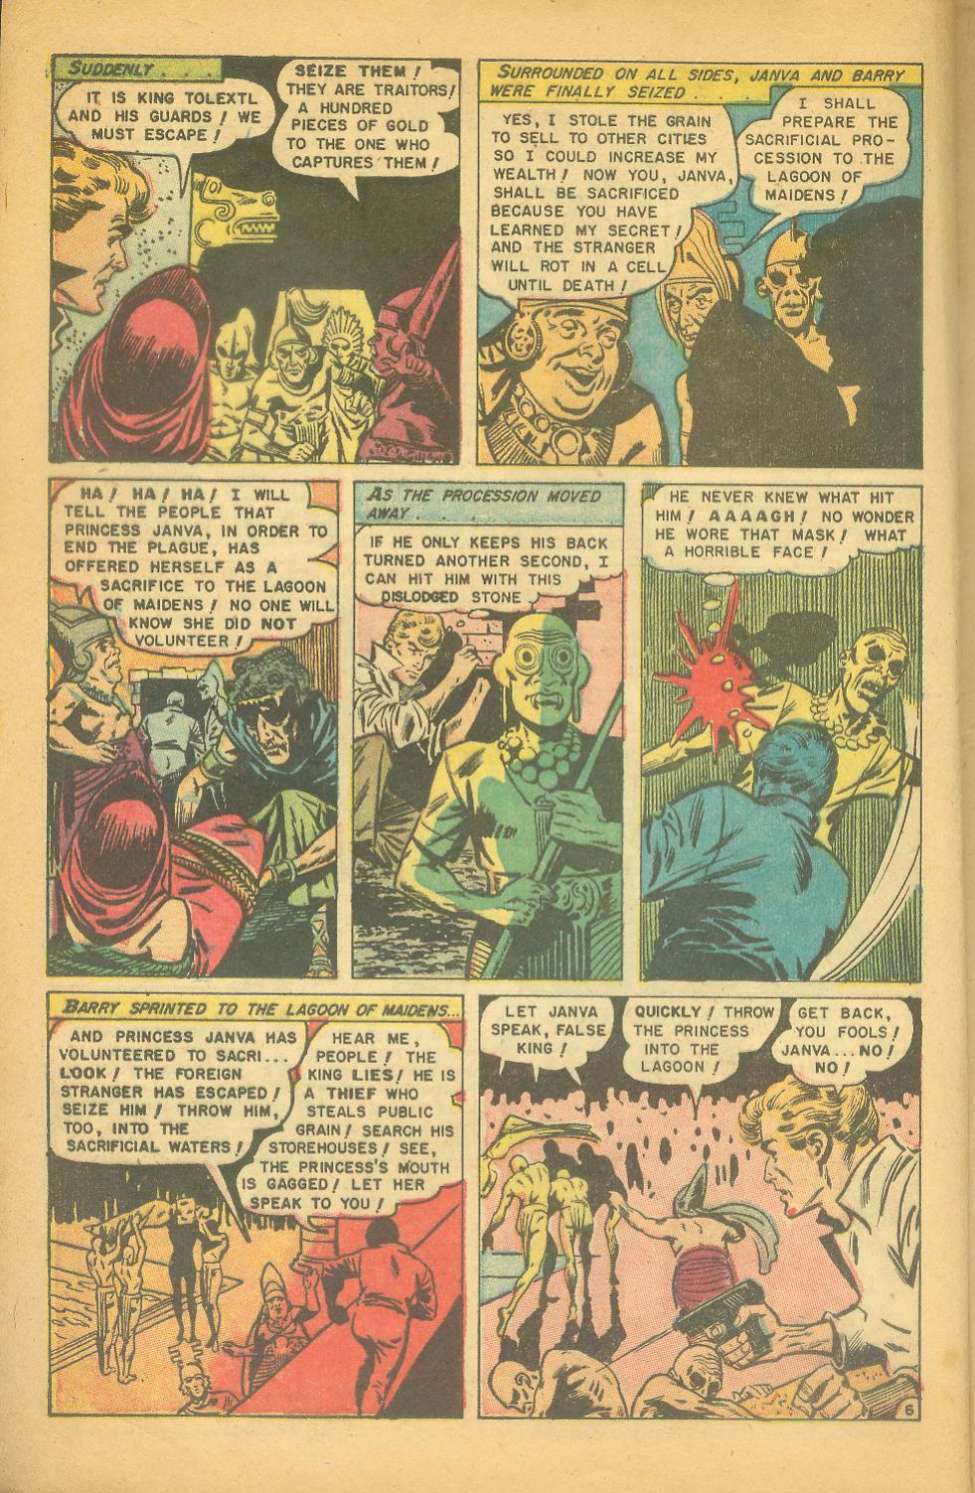 SUDDENLY . . .
IT IS KING TOLEXTL
AND HIS GUARDS! WE
MUST ESCAPE!
SEIZE THEM!
THEY ARE TRAITORS!
A HUNDRED
PIECES OF GOLD
TO THE ONE WHO
CAPTURES THEM!
SURROUNDED ON ALL SIDES, JANVA AND BARRY
WERE FINALLY SEIZED . . . .
YES, I STOLE THE GRAIN
TO SELL TO OTHER CITIES
SO I COULD INCREASE MY
WEALTH! NOW YOU, JANVA,
SHALL BE SACRIFICED
BECAUSE YOU HAVE
LEARNED MY SECRET!
AND THE STRANGER
WILL ROT IN A CELL
UNTIL DEATH!
I SHALL
PREPARE THE
SACRIFICIAL PRO-
CESSION TO THE
LAGOON OF
MAIDENS!
HA! HA! HA! I WILL
TELL THE PEOPLE THAT
PRINCESS JANVA, IN ORDER TO
END THE PLAGUE, HAS
OFFERED HERSELF AS A
SACRIFICE TO THE LAGOON
OF MAIDENS! NO ONE WILL
KNOW SHE DID NOT
VOLUNTEER!
AS THE PROCESSION MOVED
AWAY. . . .
IF HE ONLY KEEPS HIS BACK
TURNED ANOTHER SECOND, I
CAN HIT HIM WITH THIS
DISLODGED STONE
HE NEVER KNEW WHAT HIT
HIM! AAAAGH! NO WONDER
HE WORE THAT MASK! WHAT
A HORRIBLE FACE!
BARRY SPRINTED TO THE LAGOON OF MAIDENS...
AND PRINCESS JANVA HAS
VOLUNTEERED TO SACRI...
LOOK! THE FOREIGN
STRANGER HAS ESCAPED!
SEIZE HIM! THROW HIM,
TOO, INTO THE
SACRIFICIAL WATERS!
HEAR ME,
PEOPLE! THE
KING LIES! HE IS
A THIEF WHO
STEALS PUBLIC
GRAIN! SEARCH HIS
STOREHOUSES! SEE,
THE PRINCESS'S MOUTH
IS GAGGED! LET HER
SPEAK TO YOU!
LET JANVA
SPEAK, FALSE
KING!
QUICKLY! THROW
THE PRINCESS
INTO THE
LAGOON!
GET BACK,
YOU FOOLS!
JANVA...NO!
NO!
6